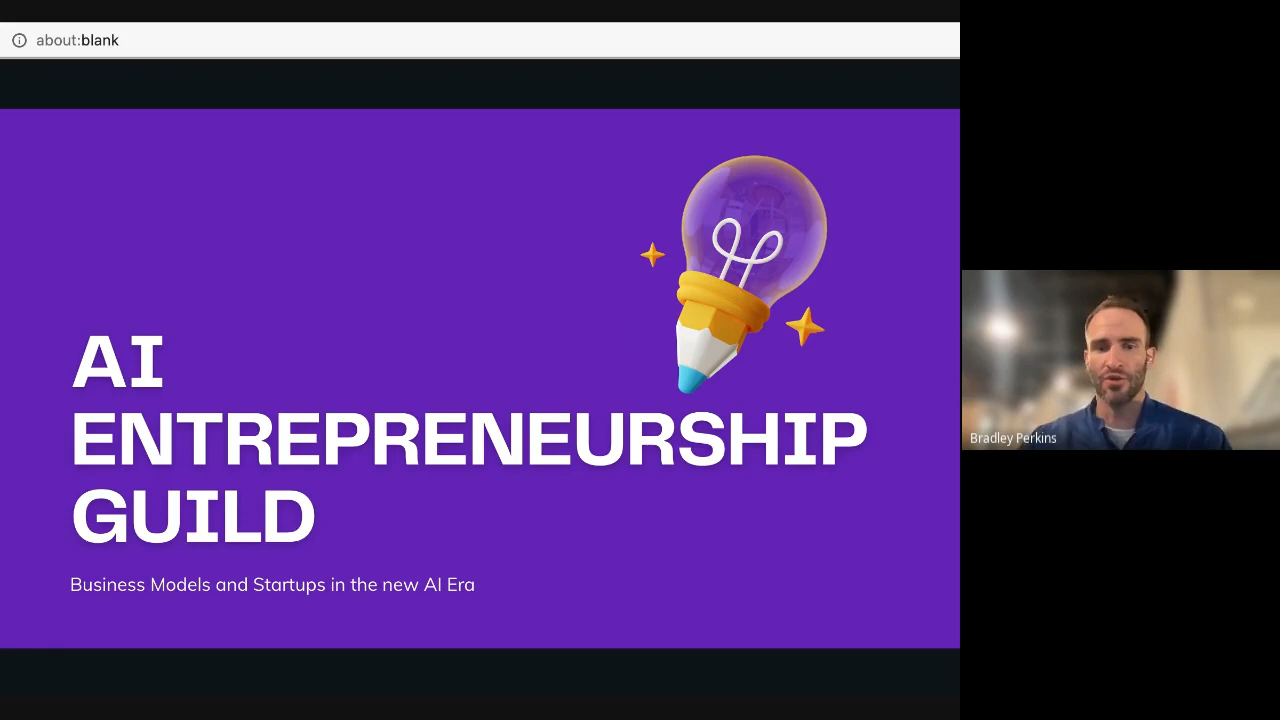 about:blank
AI
ENTREPRENEURSHIP
GUILD
Business Models and Startups in the new AI Era
Bradley Perkins